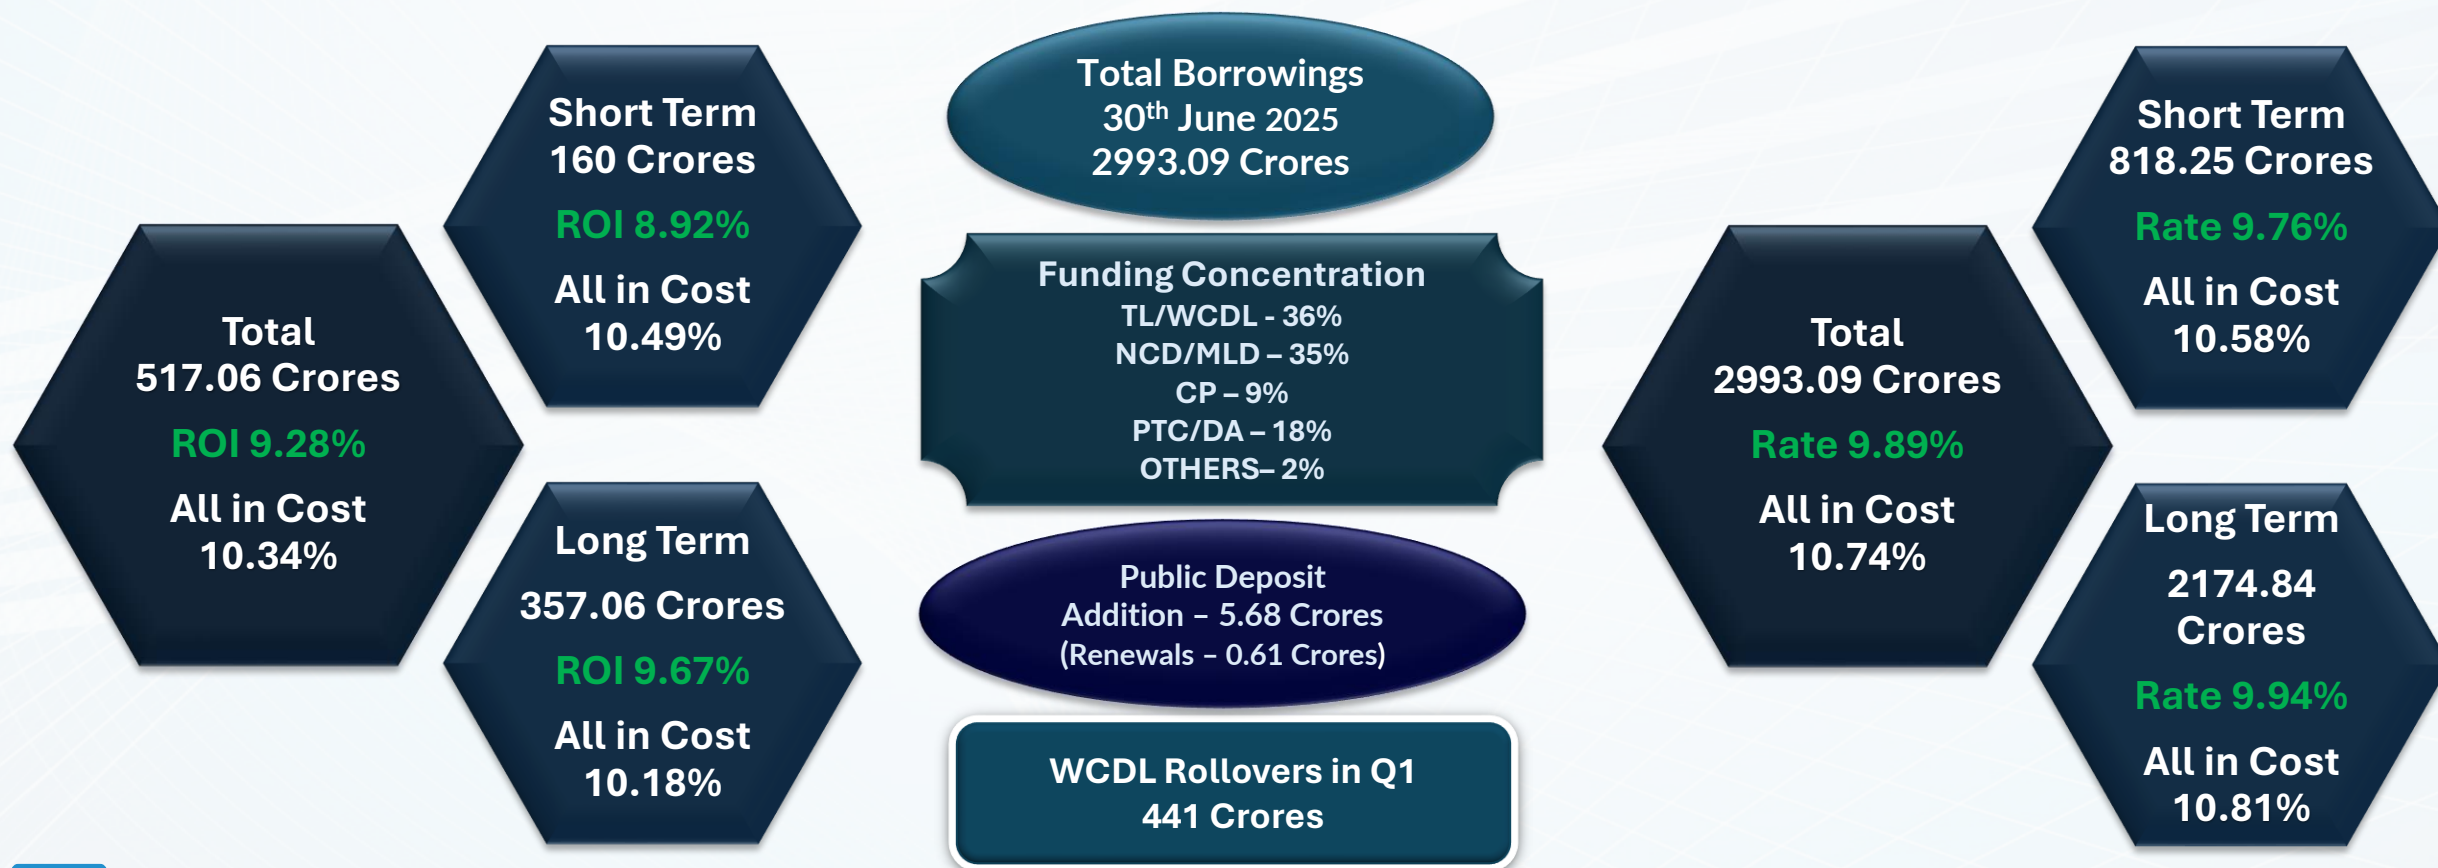 Total
517.06 Crores
ROI 9.28%
All in Cost
10.34%
Short Term
160 Crores
ROI 8.92%
All in Cost
10.49%
Long Term
357.06 Crores
ROI 9.67%
All in Cost
10.18%
Total Borrowings
30th June 2025
2993.09 Crores
Funding Concentration
TL/WCDL - 36%
NCD/MLD – 35%
CP – 9%
PTC/DA – 18%
OTHERS– 2%
Public Deposit
Addition – 5.68 Crores
(Renewals – 0.61 Crores)
WCDL Rollovers in Q1
441 Crores
Total
2993.09 Crores
Rate 9.89%
All in Cost
10.74%
Short Term
818.25 Crores
Rate 9.76%
All in Cost
10.58%
Long Term
2174.84
Crores
Rate 9.94%
All in Cost
10.81%